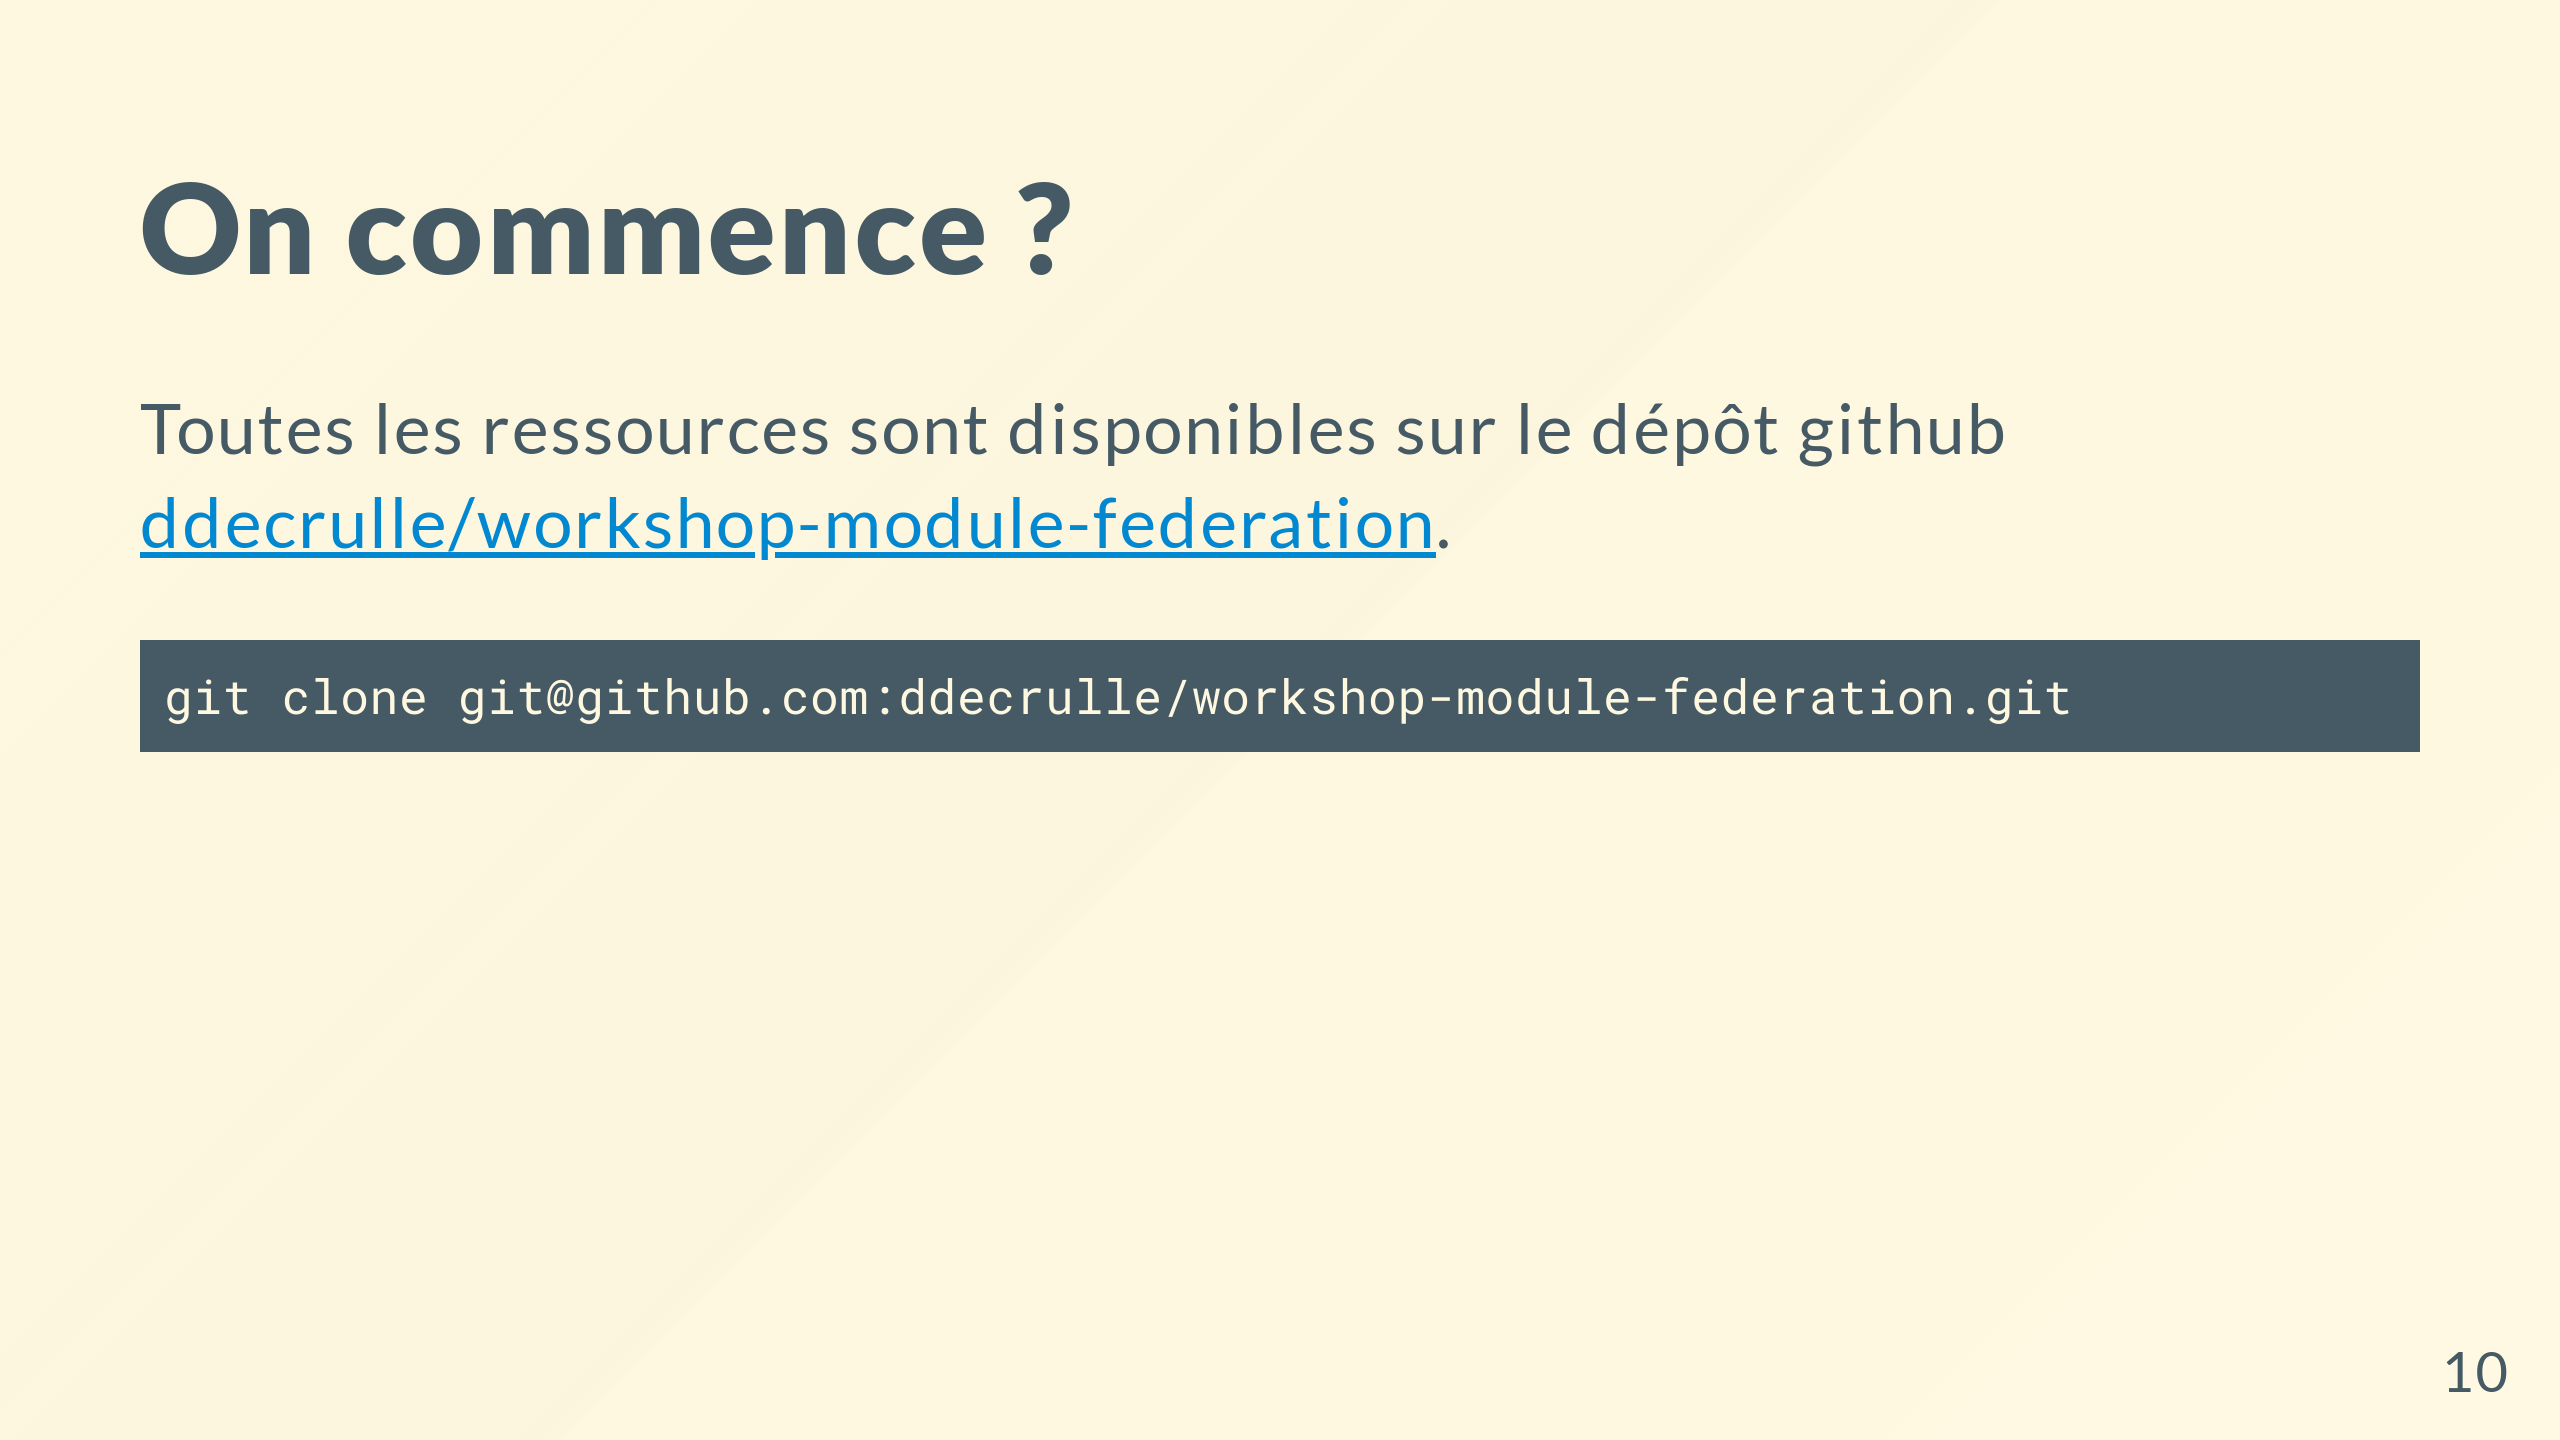 On commence ?
Toutes les ressources sont disponibles sur le dépôt github
ddecrulle/workshop-module-federation.
git clone git@github.com:ddecrulle/workshop-module-federation.git
10